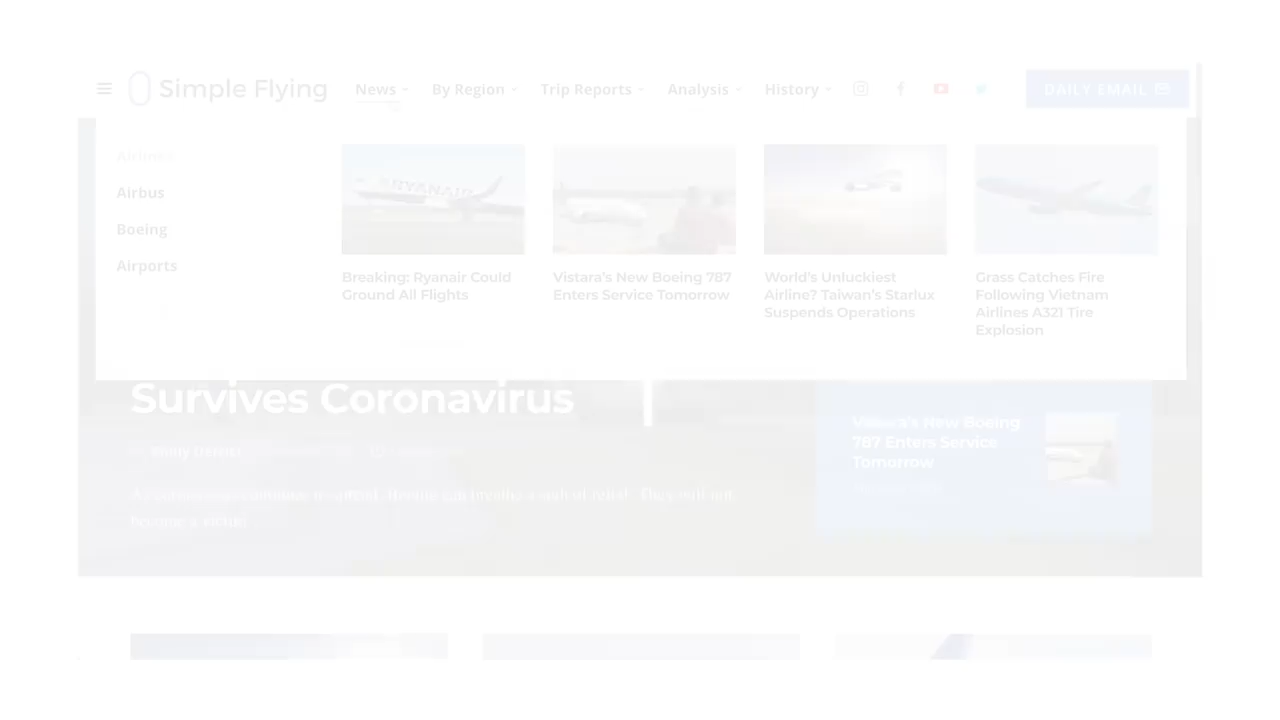 Simple Flying
News
By Region
Trip Reports
Analysis
History
DAILY EMAIL
Airlines
Airbus
Boeing
Airports
RYANAIR
Breaking: Ryanair Could
Ground All Flights
Vistara's New Boeing 787
Enters Service Tomorrow
World's Unluckiest
Airline? Taiwan's Starlux
Suspends Operations
Grass Catches Fire
Following Vietnam
Airlines A321 Tire
Explosion
Survives Coronavirus
Vistara's New Boeing
787 Enters Service
Tomorrow